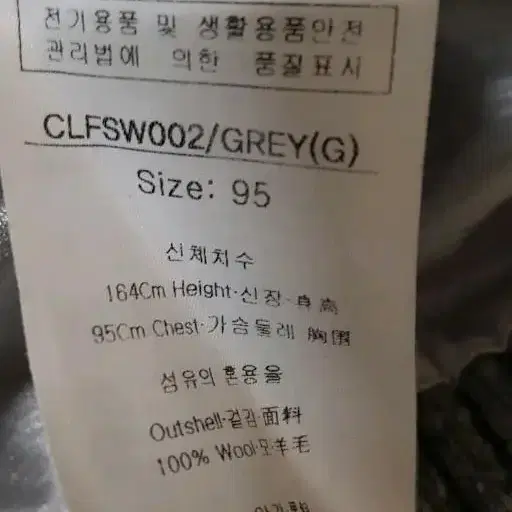 전기용품 및 생활용품안전
관리법에 의한 품질표시
CLFSW002/GREY(G)
Size: 95
신체치수
164Cm Height·신장·身高
95Cm Chest·가슴둘레 胸圍
섬유의 혼용율
Outshell·겉감·面料
100% Wool·모·羊毛